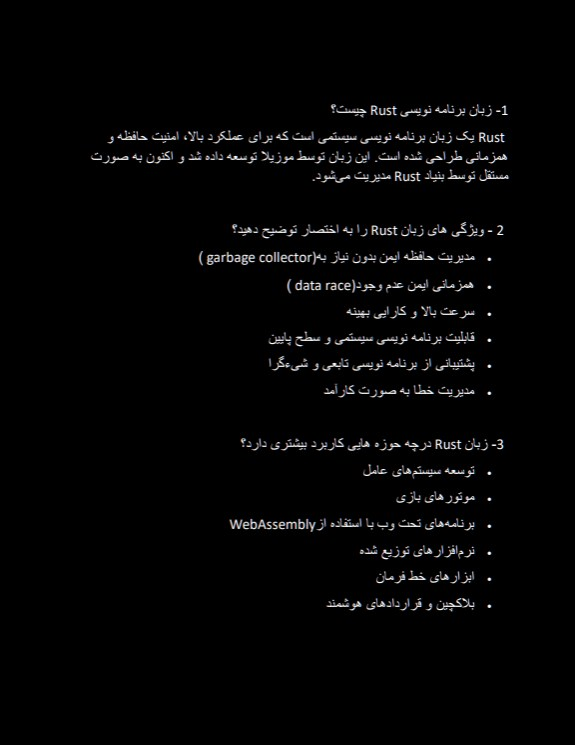 1- زبان برنامه نویسی Rust چیست؟
Rust یک زبان برنامه نویسی سیستمی است که برای عملکرد بالا، امنیت حافظه و
همزمانی طراحی شده است. این زبان توسط موزیلا توسعه داده شد و اکنون به صورت
مستقل توسط بنیاد Rust مدیریت می‌شود.
2 - ویژگی های زبان Rust را به اختصار توضیح دهید؟
• مدیریت حافظه ایمن بدون نیاز به(garbage collector )
• همزمانی ایمن عدم وجود(data race )
• سرعت بالا و کارایی بهینه
• قابلیت برنامه نویسی سیستمی و سطح پایین
• پشتیبانی از برنامه نویسی تابعی و شیءگرا
• مدیریت خطا به صورت کارآمد
3- زبان Rust درچه حوزه هایی کاربرد بیشتری دارد؟
• توسعه سیستم‌های عامل
• موتورهای بازی
• برنامه‌های تحت وب با استفاده ازWebAssembly
• نرم‌افزارهای توزیع شده
• ابزارهای خط فرمان
• بلاکچین و قراردادهای هوشمند